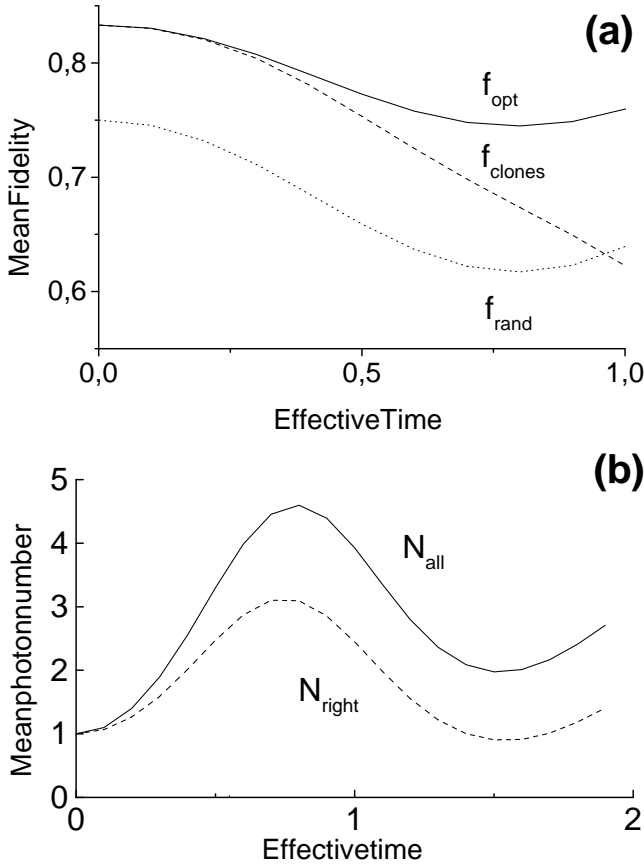 (a)
0,8
f_opt
0,7
f_clones
MeanFidelity
0,6
f_rand
0,0 0,5 1,0
EffectiveTime
(b)
5
4
N_all
3
Meanphotonnumber
2
N_right
1
0
0 1 2
Effectivetime